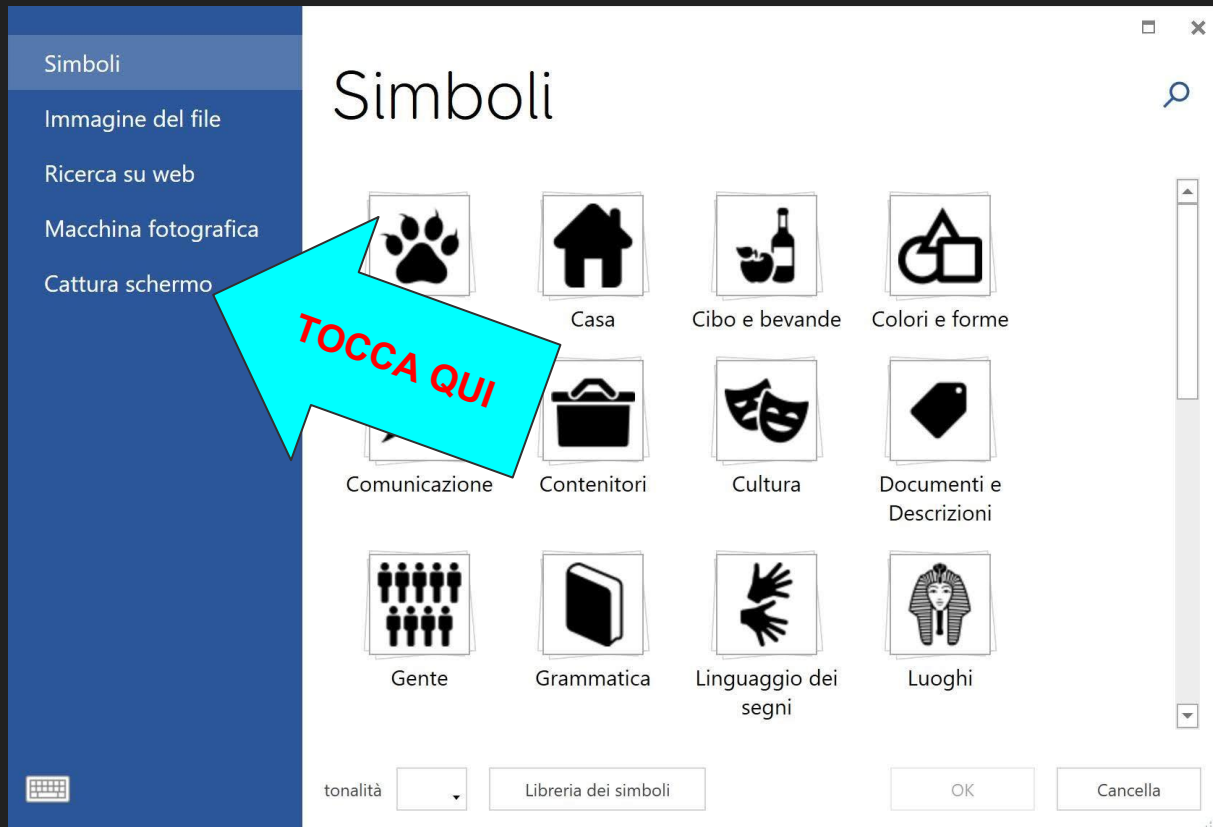 Simboli
Immagine del file
Ricerca su web
Macchina fotografica
Cattura schermo
Simboli
TOCCA QUI
Casa
Cibo e bevande
Colori e forme
Comunicazione
Contenitori
Cultura
Documenti e
Descrizioni
Gente
Grammatica
Linguaggio dei
segni
Luoghi
tonalità
Libreria dei simboli
OK
Cancella